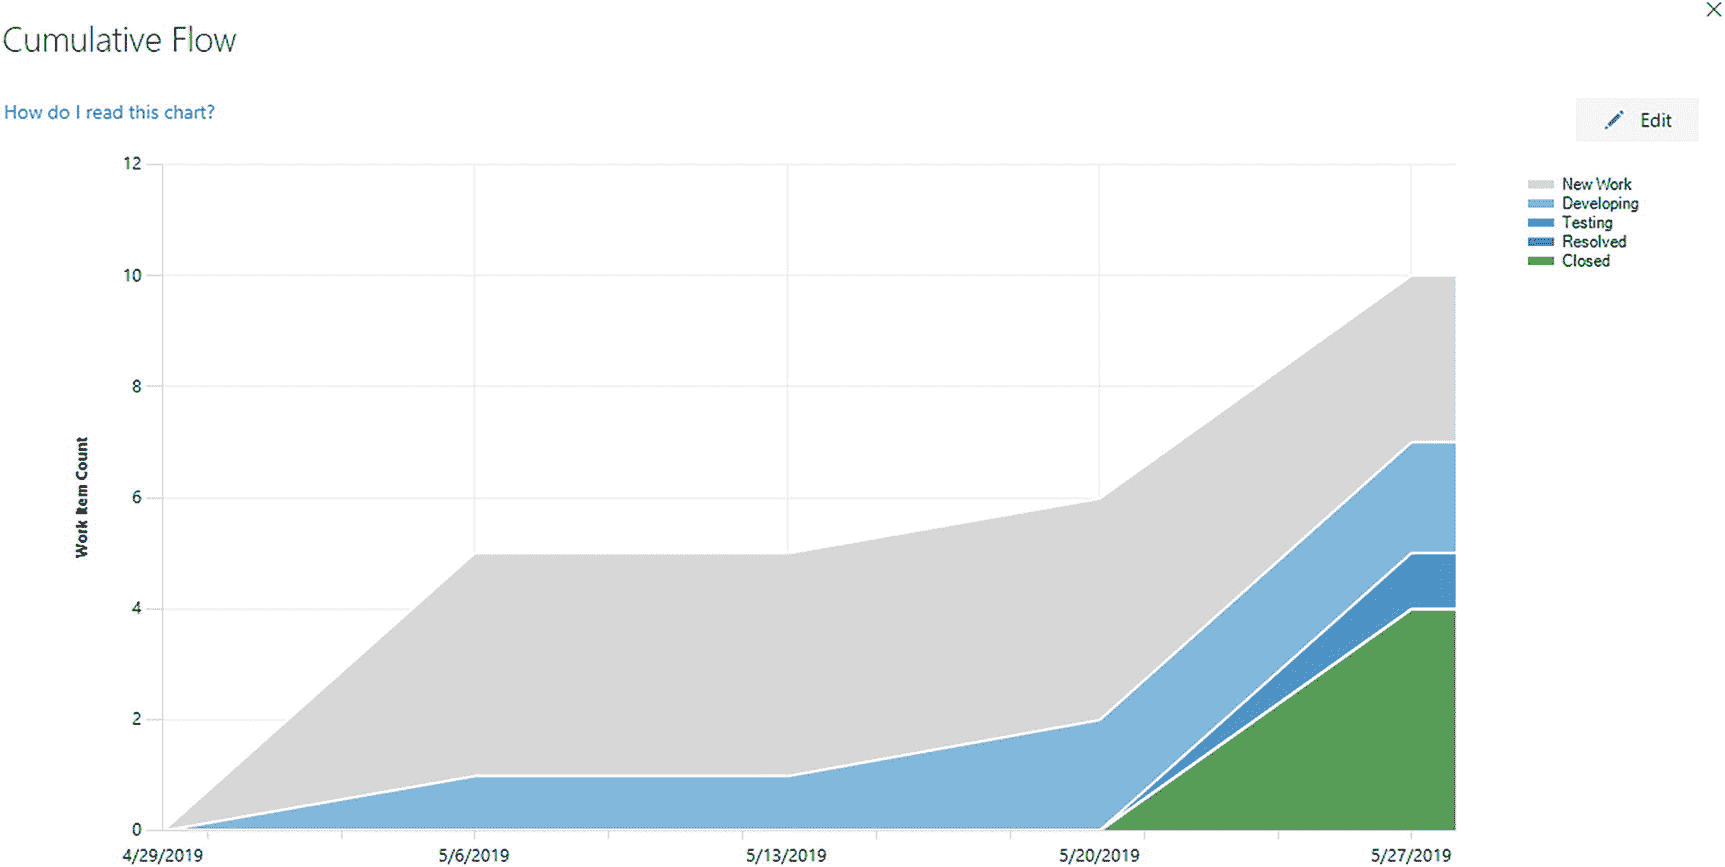 Cumulative Flow
How do I read this chart?
Edit
12
10
8
6
4
2
0
Work Item Count
4/29/2019
5/6/2019
5/13/2019
5/20/2019
5/27/2019
New Work
Developing
Testing
Resolved
Closed